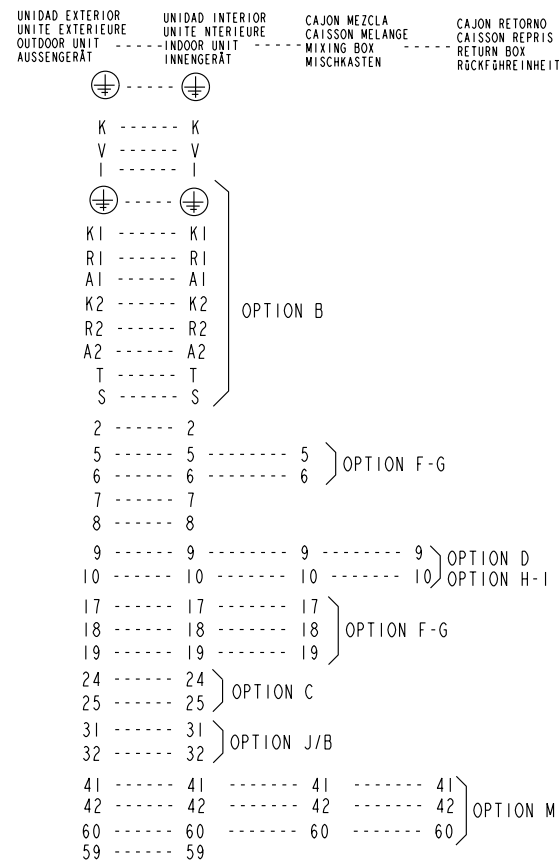 UNIDAD EXTERIOR
UNITE EXTERIEURE
OUTDOOR UNIT
AUSSENGERÄT
UNIDAD INTERIOR
UNITE NTERIEURE
INDOOR UNIT
INNENGERÄT
CAJON MEZCLA
CAISSON MELANGE
MIXING BOX
MISCHKASTEN
CAJON RETORNO
CAISSON REPRIS
RETURN BOX
RüCKFüHREINHEIT
K ------ K
V ------ V
I ------ I
K1 ------ K1
R1 ------ R1
A1 ------ A1
K2 ------ K2
R2 ------ R2
A2 ------ A2
T ------ T
S ------ S
OPTION B
2 ------ 2
5 ------ 5 -------- 5
6 ------ 6 -------- 6
OPTION F-G
7 ------ 7
8 ------ 8
9 ------ 9 -------- 9 -------- 9
10 ------ 10 ------- 10 ------- 10
OPTION D
OPTION H-I
17 ------ 17 ------- 17
18 ------ 18 ------- 18
19 ------ 19 ------- 19
OPTION F-G
24 ------ 24
25 ------ 25
OPTION C
31 ------ 31
32 ------ 32
OPTION J/B
41 ------ 41 ------- 41 ------- 41
42 ------ 42 ------- 42 ------- 42
60 ------ 60 ------- 60 ------- 60
OPTION M
59 ------ 59